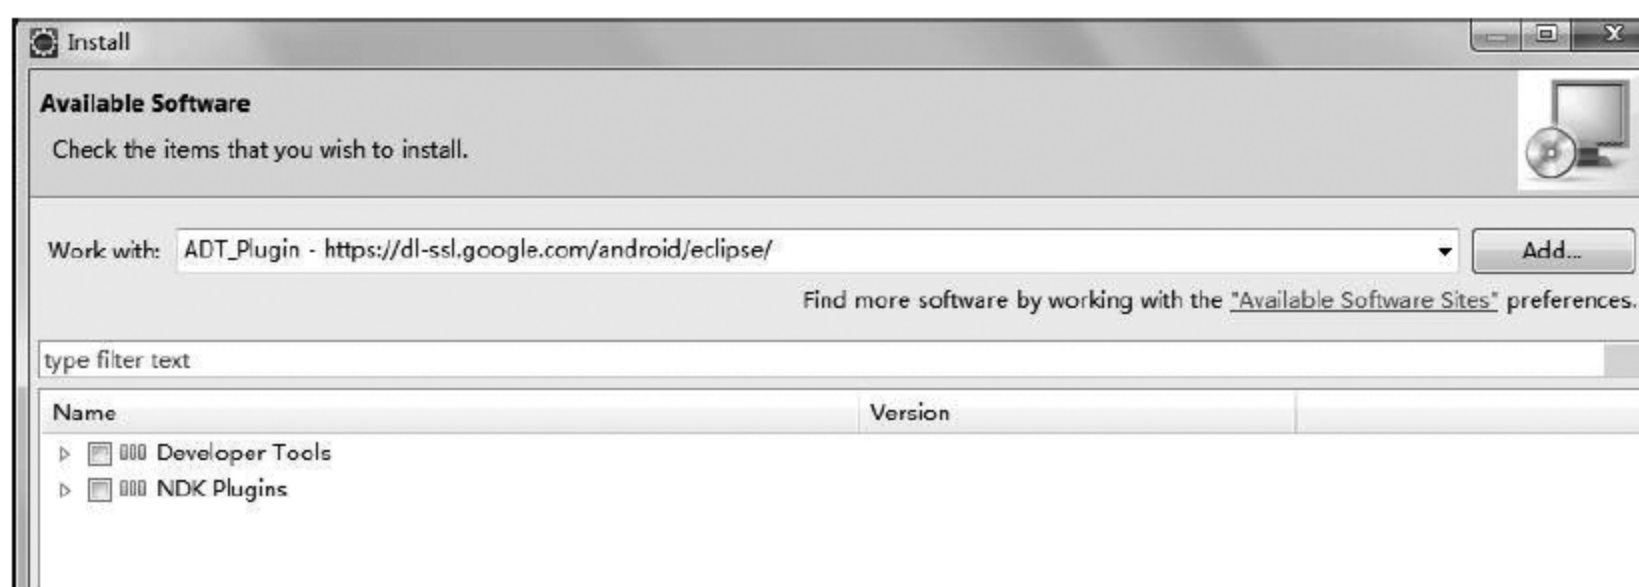 Install
Available Software
Check the items that you wish to install.
Work with: ADT_Plugin - https://dl-ssl.google.com/android/eclipse/ Add...
Find more software by working with the "Available Software Sites" preferences.
type filter text
Name Version
Developer Tools
NDK Plugins